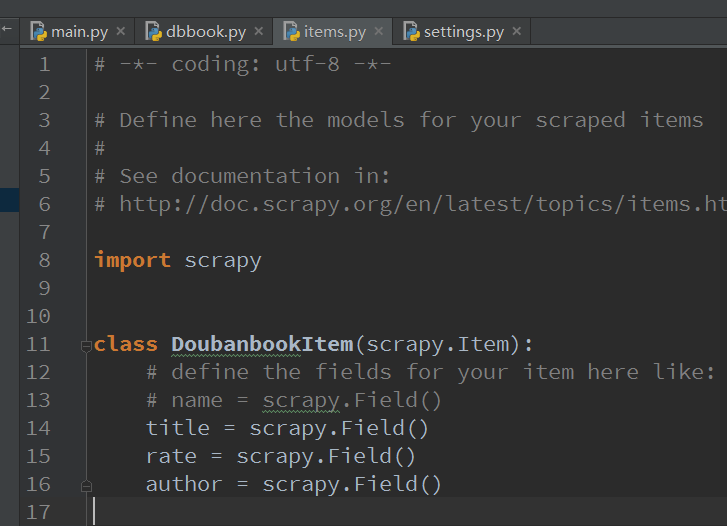 main.py dbbook.py items.py settings.py
1 # -*- coding: utf-8 -*-
2
3 # Define here the models for your scraped items
4 #
5 # See documentation in:
6 # http://doc.scrapy.org/en/latest/topics/items.ht
7
8 import scrapy
9
10
11 class DoubanbookItem(scrapy.Item):
12 # define the fields for your item here like:
13 # name = scrapy.Field()
14 title = scrapy.Field()
15 rate = scrapy.Field()
16 author = scrapy.Field()
17